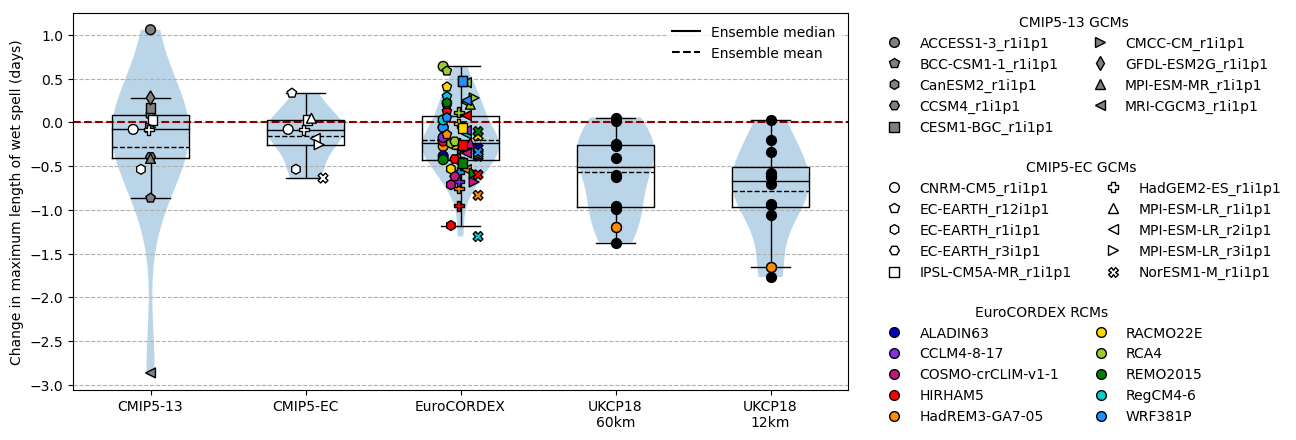 Change in maximum length of wet spell (days)
1.0
0.5
0.0
−0.5
−1.0
−1.5
−2.0
−2.5
−3.0
Ensemble median
Ensemble mean
CMIP5-13
CMIP5-EC
EuroCORDEX
UKCP18
60km
UKCP18
12km
CMIP5-13 GCMs
ACCESS1-3_r1i1p1
BCC-CSM1-1_r1i1p1
CanESM2_r1i1p1
CCSM4_r1i1p1
CESM1-BGC_r1i1p1
CMCC-CM_r1i1p1
GFDL-ESM2G_r1i1p1
MPI-ESM-MR_r1i1p1
MRI-CGCM3_r1i1p1
CMIP5-EC GCMs
CNRM-CM5_r1i1p1
EC-EARTH_r12i1p1
EC-EARTH_r1i1p1
EC-EARTH_r3i1p1
IPSL-CM5A-MR_r1i1p1
HadGEM2-ES_r1i1p1
MPI-ESM-LR_r1i1p1
MPI-ESM-LR_r2i1p1
MPI-ESM-LR_r3i1p1
NorESM1-M_r1i1p1
EuroCORDEX RCMs
ALADIN63
CCLM4-8-17
COSMO-crCLIM-v1-1
HIRHAM5
HadREM3-GA7-05
RACMO22E
RCA4
REMO2015
RegCM4-6
WRF381P